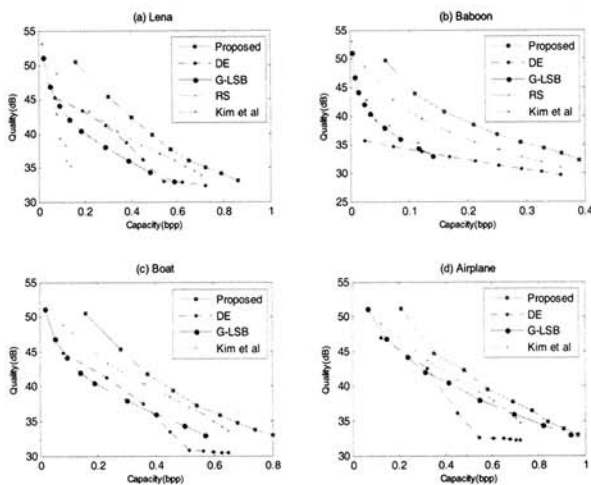 (a) Lena
Quality(dB)
55
50
45
40
35
30
0
0.2
0.4
0.6
0.8
1
Capacity(bpp)
Proposed
DE
G-LSB
RS
Kim et al
(b) Baboon
Quality(dB)
55
50
45
40
35
30
25
0
0.1
0.2
0.3
0.4
Capacity(bpp)
Proposed
DE
G-LSB
RS
Kim et al
(c) Boat
Quality(dB)
55
50
45
40
35
30
0
0.2
0.4
0.6
0.8
Capacity(bpp)
Proposed
DE
G-LSB
Kim et al
(d) Airplane
Quality(dB)
55
50
45
40
35
30
0
0.2
0.4
0.6
0.8
1
Capacity(bpp)
Proposed
DE
G-LSB
Kim et al